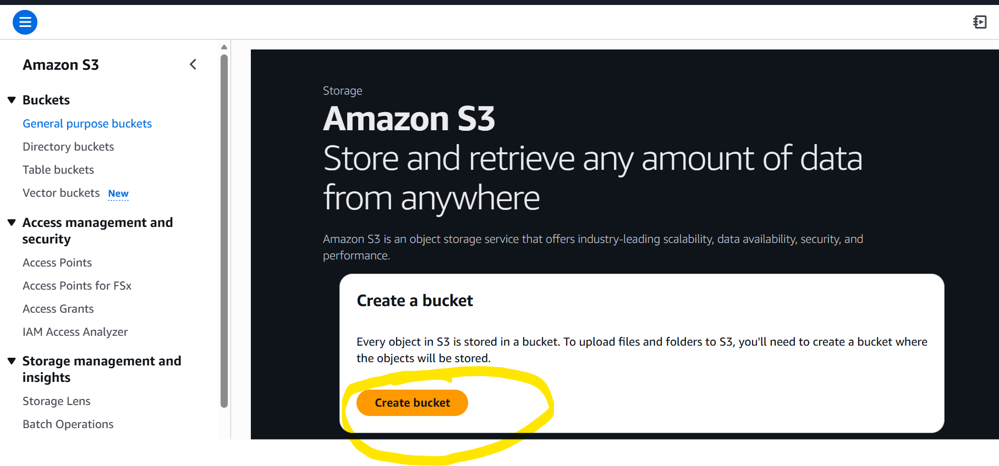 Amazon S3
Buckets
General purpose buckets
Directory buckets
Table buckets
Vector buckets New
Access management and
security
Access Points
Access Points for FSx
Access Grants
IAM Access Analyzer
Storage management and
insights
Storage Lens
Batch Operations
Storage
Amazon S3
Store and retrieve any amount of data
from anywhere
Amazon S3 is an object storage service that offers industry-leading scalability, data availability, security, and
performance.
Create a bucket
Every object in S3 is stored in a bucket. To upload files and folders to S3, you'll need to create a bucket where
the objects will be stored.
Create bucket